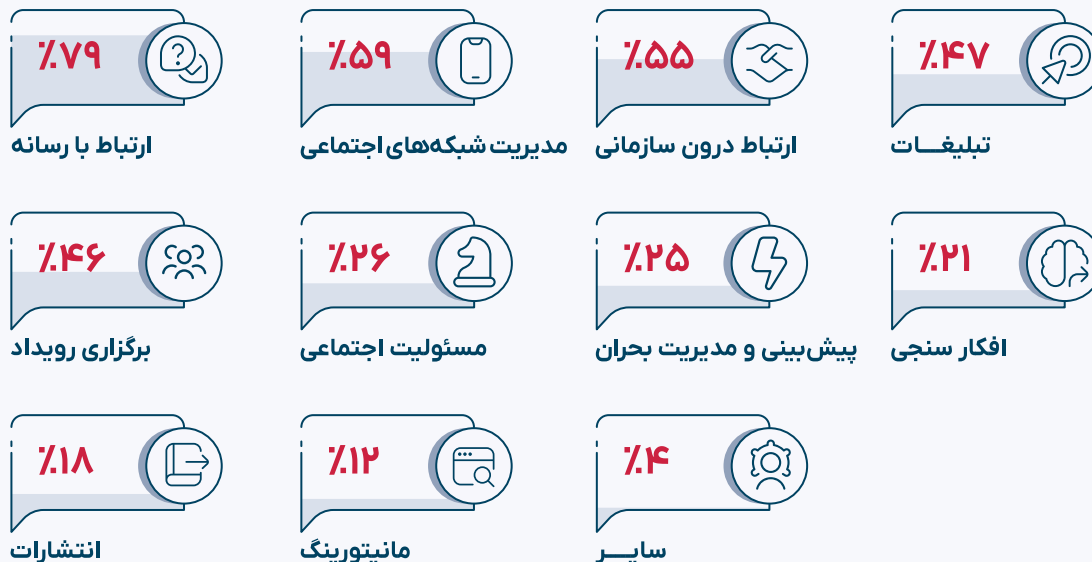 ٪۴۷
تبلیغـــات
٪۵۵
ارتباط درون سازمانی
٪۵۹
مدیریت شبکه‌های اجتماعی
٪۷۹
ارتباط با رسانه
٪۲۱
افکار سنجی
٪۲۵
پیش‌بینی و مدیریت بحران
٪۲۶
مسئولیت اجتماعی
٪۴۶
برگزاری رویداد
٪۴
سایـــر
٪۱۲
مانیتورینگ
٪۱۸
انتشارات